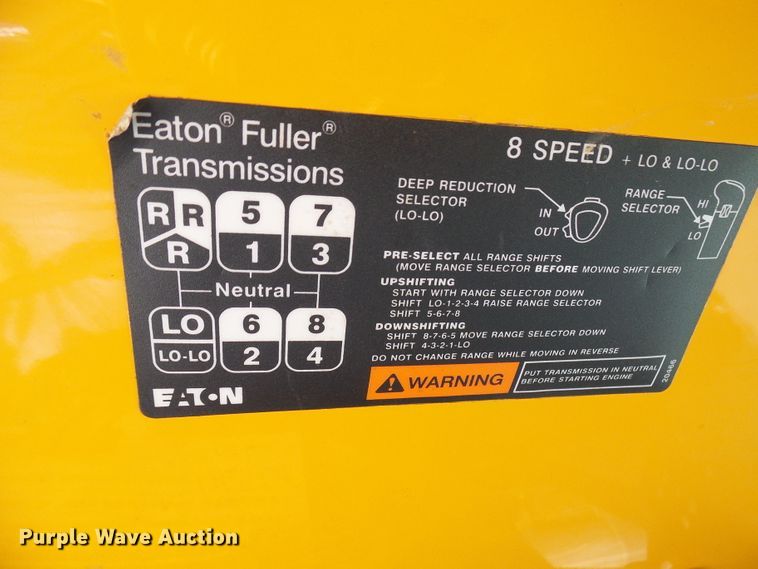 Eaton® Fuller®
Transmissions
8 SPEED + LO & LO-LO
R R 5 7
R 1 3
Neutral
LO 6 8
LO-LO 2 4
EATON
DEEP REDUCTION
SELECTOR
(LO-LO)
IN
OUT
RANGE
SELECTOR
HI
N
LO
PRE-SELECT ALL RANGE SHIFTS
(MOVE RANGE SELECTOR BEFORE MOVING SHIFT LEVER)
UPSHIFTING
START WITH RANGE SELECTOR DOWN
SHIFT LO-1-2-3-4 RAISE RANGE SELECTOR
SHIFT 5-6-7-8
DOWNSHIFTING
SHIFT 8-7-6-5 MOVE RANGE SELECTOR DOWN
SHIFT 4-3-2-1-LO
DO NOT CHANGE RANGE WHILE MOVING IN REVERSE
WARNING
PUT TRANSMISSION IN NEUTRAL
BEFORE STARTING ENGINE
20466
Purple Wave Auction